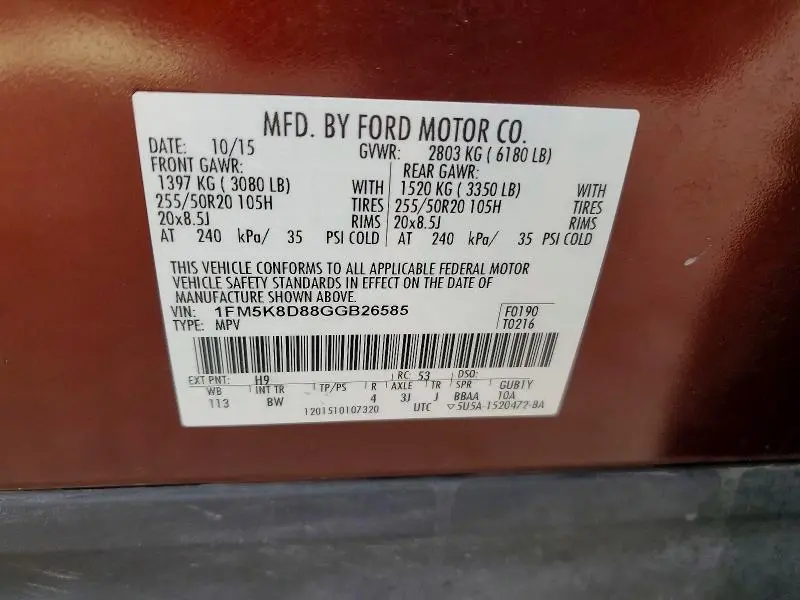 MFD. BY FORD MOTOR CO.
DATE: 10/15 GVWR: 2803 KG ( 6180 LB)
FRONT GAWR: REAR GAWR:
1397 KG ( 3080 LB) WITH 1520 KG ( 3350 LB) WITH
255/50R20 105H TIRES 255/50R20 105H TIRES
20x8.5J RIMS 20x8.5J RIMS
AT 240 kPa/ 35 PSI COLD AT 240 kPa/ 35 PSI COLD
THIS VEHICLE CONFORMS TO ALL APPLICABLE FEDERAL MOTOR
VEHICLE SAFETY STANDARDS IN EFFECT ON THE DATE OF
MANUFACTURE SHOWN ABOVE.
VIN: 1FM5K8D88GGB26585 F0190
TYPE: MPV T0216
EXT PNT: H9 RC: 53 DSO:
WB INT TR TP/PS R AXLE TR SPR GUB1Y
113 BW 4 3J J BBAA 10A
1201510107320 UTC ▽5U5A-1520472-BA